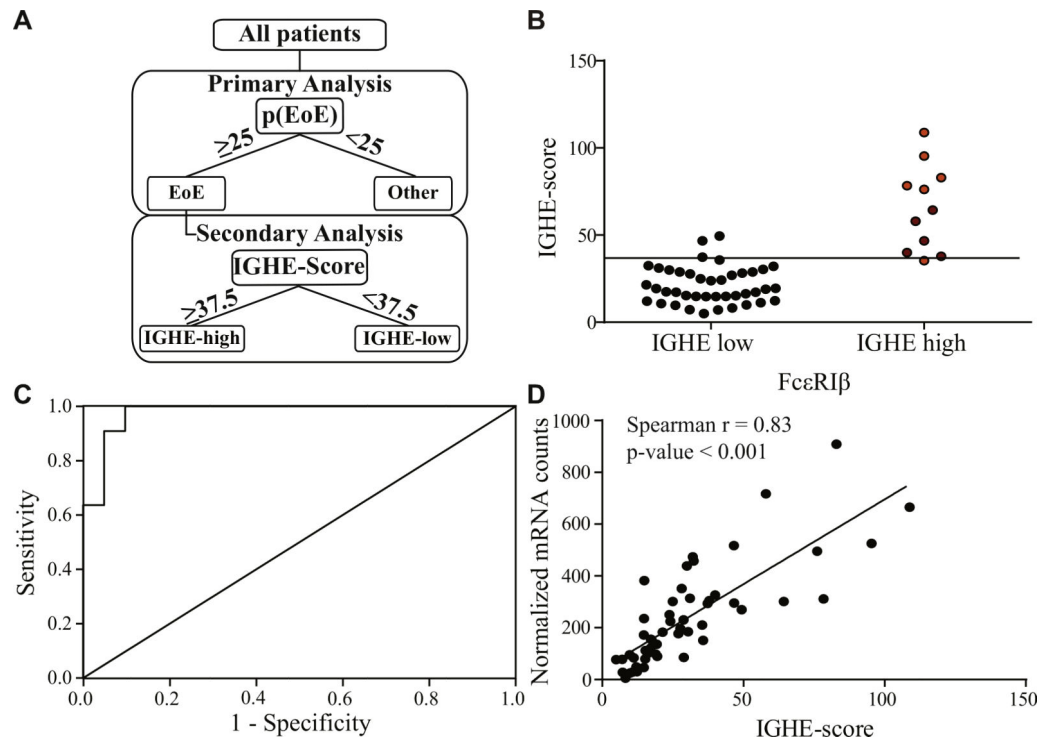 A
All patients
Primary Analysis
p(EoE)
≥25
<25
EoE
Other
Secondary Analysis
IGHE-Score
≥37.5
<37.5
IGHE-high
IGHE-low
B
150
100
50
0
IGHE-score
IGHE low
IGHE high
C
1.0
0.8
0.6
0.4
0.2
0.0
Sensitivity
0.0
0.2
0.4
0.6
0.8
1.0
1 - Specificity
FcεRIβ
D
1000
800
600
400
200
0
Normalized mRNA counts
Spearman r = 0.83
p-value < 0.001
0
50
100
150
IGHE-score